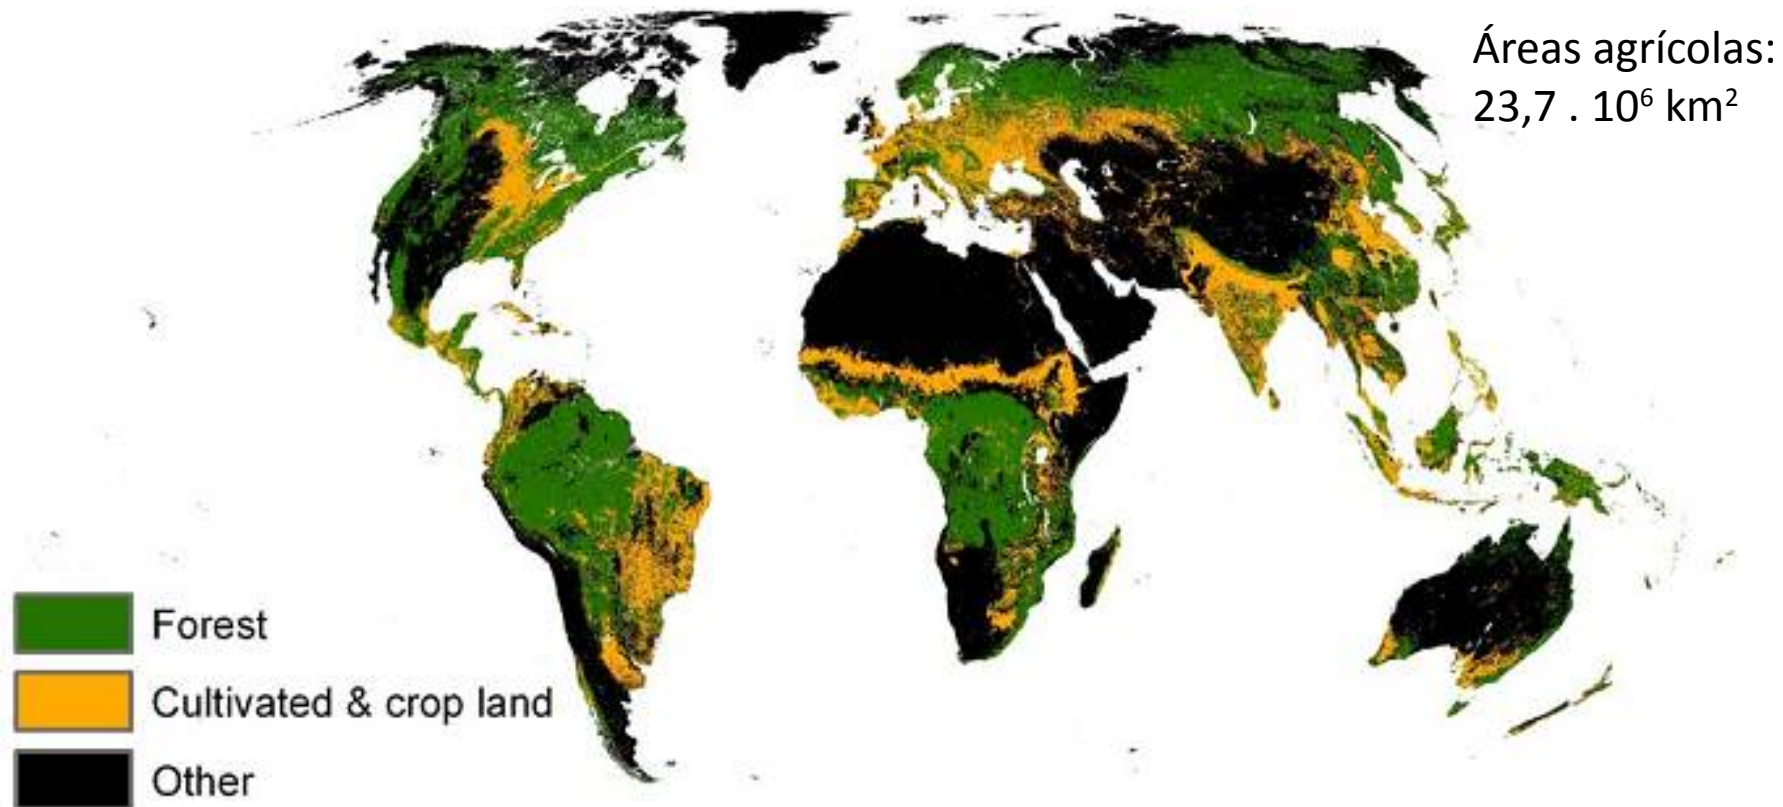 Áreas agrícolas:
23,7 . 10⁶ km²
Forest
Cultivated & crop land
Other